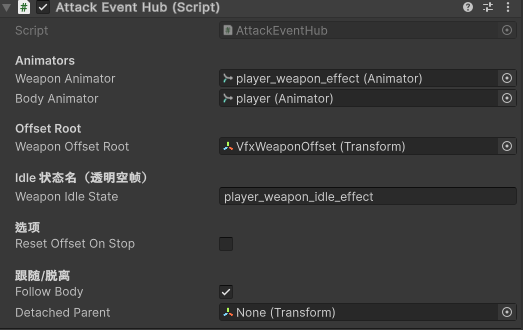 Attack Event Hub (Script)
Script AttackEventHub
Animators
Weapon Animator player_weapon_effect (Animator)
Body Animator player (Animator)
Offset Root
Weapon Offset Root VfxWeaponOffset (Transform)
Idle 状态名（透明空帧）
Weapon Idle State player_weapon_idle_effect
选项
Reset Offset On Stop
跟随/脱离
Follow Body
Detached Parent None (Transform)